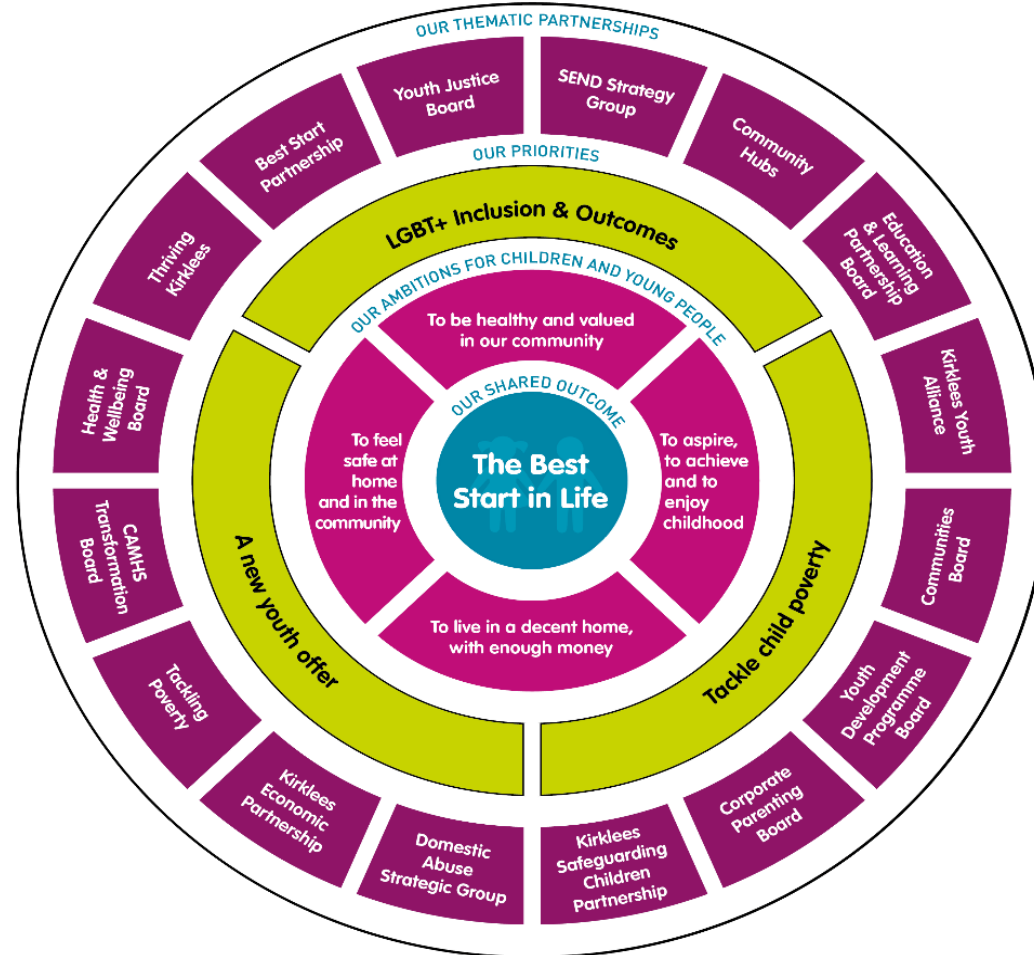 OUR THEMATIC PARTNERSHIPS
Youth Justice
Board
SEND Strategy
Group
Community
Hubs
Education
& Learning
Partnership
Board
Kirklees Youth
Alliance
Communities
Board
Youth
Development
Programme
Board
Corporate
Parenting
Board
Kirklees
Safeguarding
Children
Partnership
Domestic
Abuse
Strategic Group
Kirklees
Economic
Partnership
Tackling
Poverty
CAMHS
Transformation
Board
Health &
Wellbeing
Board
Thriving
Kirklees
Best Start
Partnership
OUR PRIORITIES
LGBT+ Inclusion & Outcomes
Tackle child poverty
A new youth offer
OUR AMBITIONS FOR CHILDREN AND YOUNG PEOPLE
To be healthy and valued
in our community
To aspire,
to achieve
and to
enjoy
childhood
To live in a decent home,
with enough money
To feel
safe at
home
and in the
community
OUR SHARED OUTCOME
The Best
Start in Life